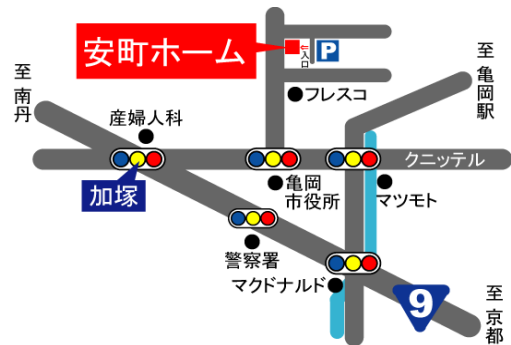 安町ホーム
←入口
P
至亀岡駅
至南丹
フレスコ
産婦人科
クニッテル
加塚
亀岡
市役所
マツモト
警察署
マクドナルド
9
至京都